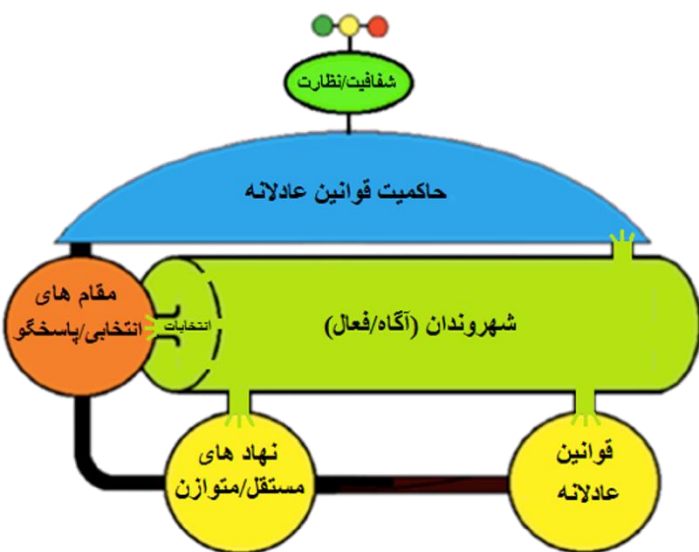 شفافیت/نظارت
حاکمیت قوانین عادلانه
مقام های
انتخابی/پاسخگو
انتخابات
شهروندان (آگاه/فعال)
نهاد های
مستقل/متوازن
قوانین
عادلانه